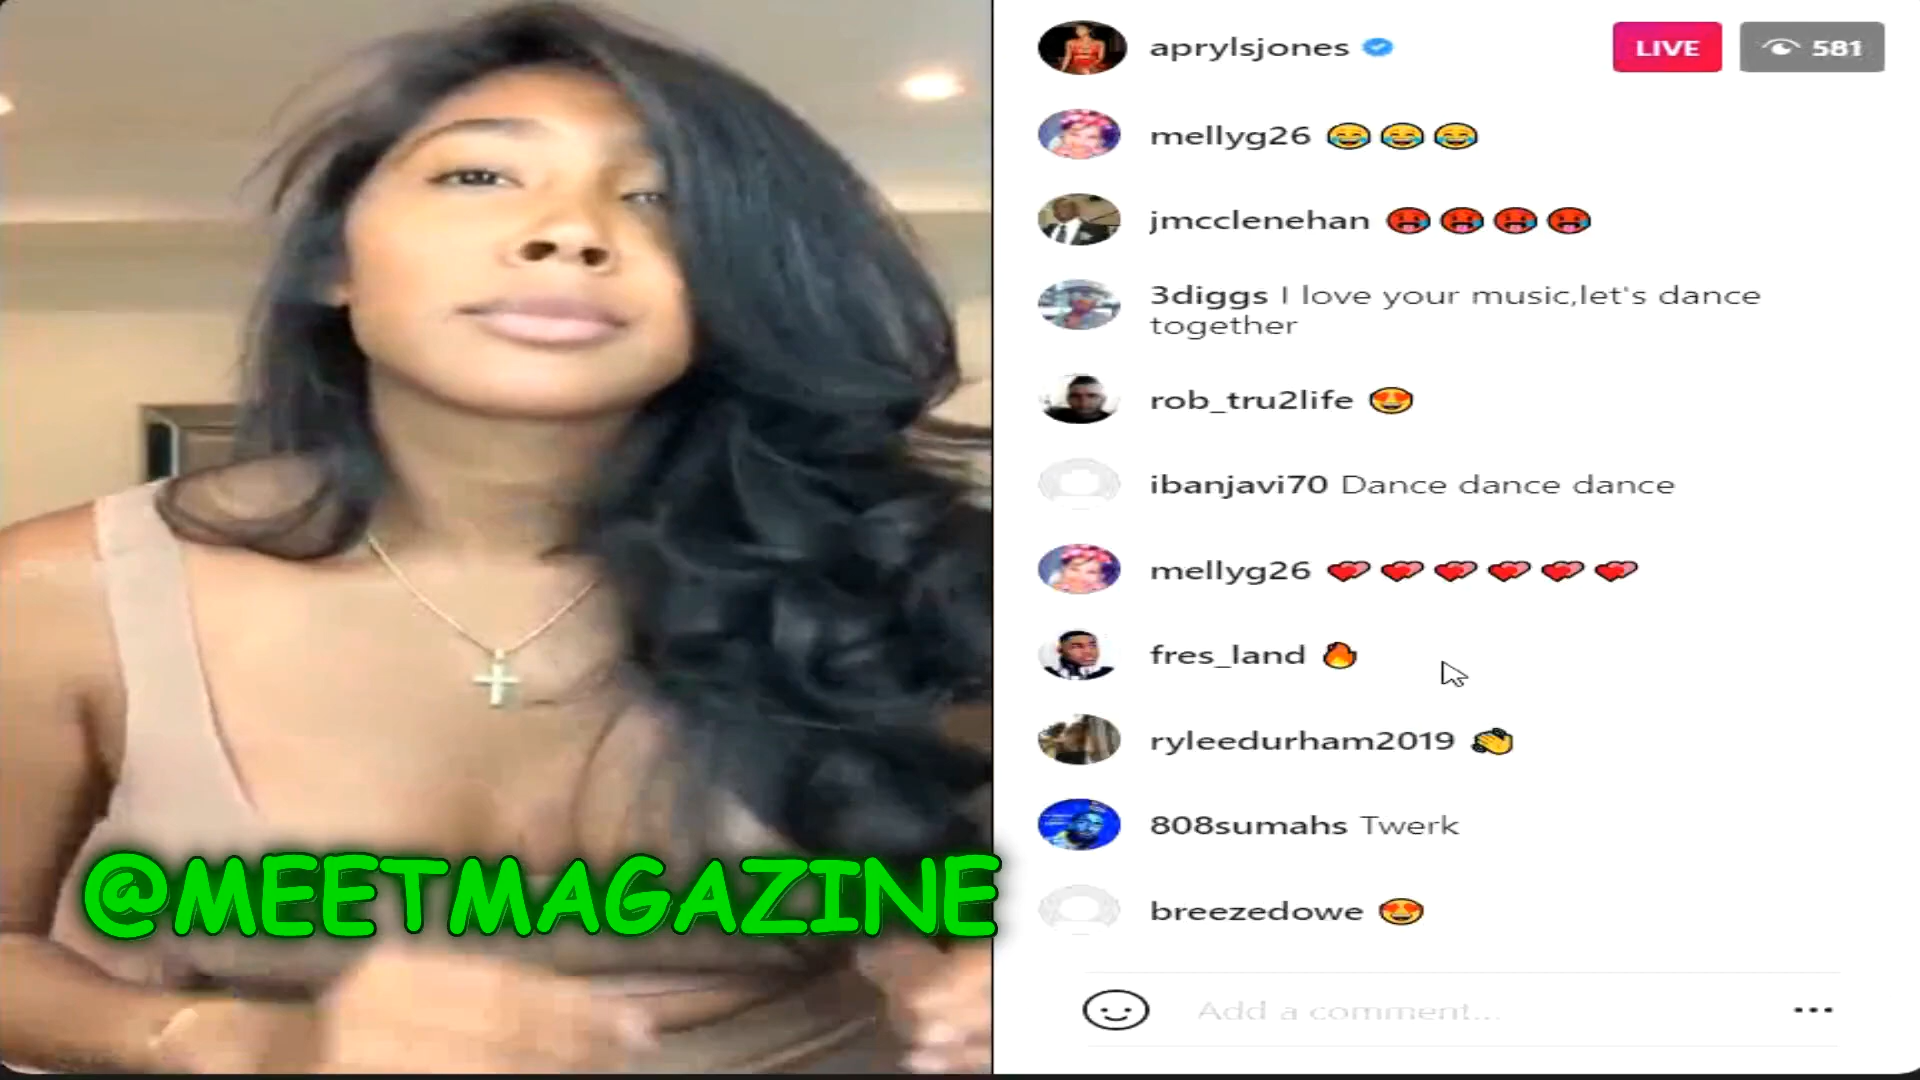 aprylsjones
LIVE
581
mellyg26 😂😂😂
jmcclenehan 🥵🥵🥵🥵
3diggs I love your music,let's dance
together
rob_tru2life 😍
ibanjavi70 Dance dance dance
mellyg26 💕💕💕💕💕💕
fres_land 🔥
ryleedurham2019 👏
808sumahs Twerk
@MEETMAGAZINE
breezedowe 😍
Add a comment...